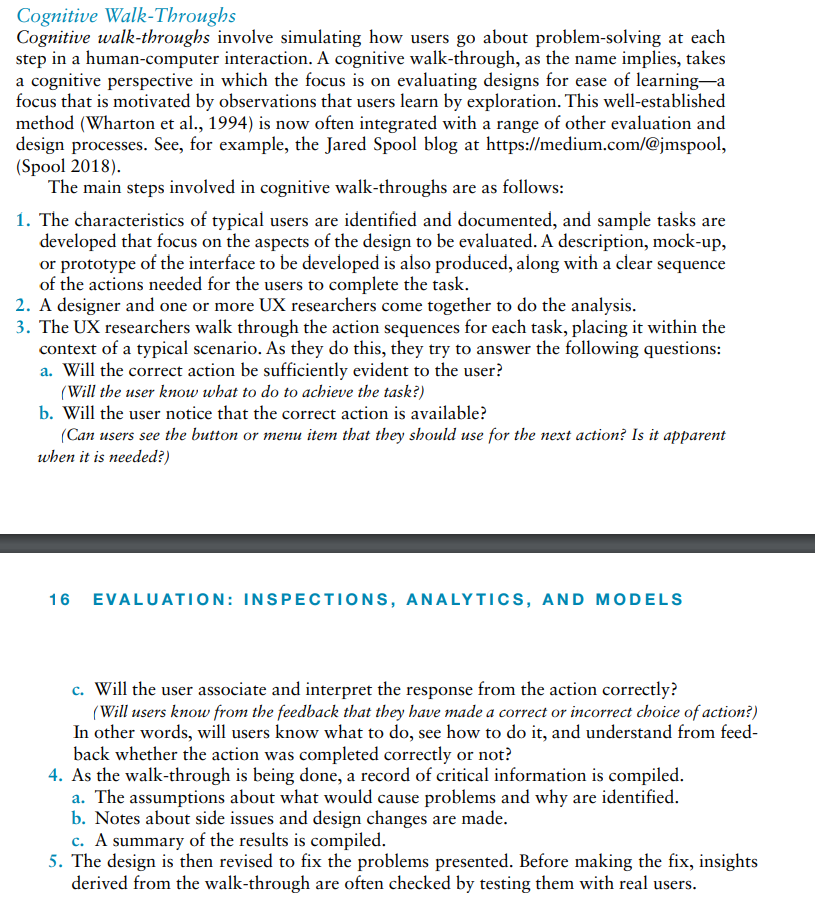 Cognitive Walk-Throughs
Cognitive walk-throughs involve simulating how users go about problem-solving at each
step in a human-computer interaction. A cognitive walk-through, as the name implies, takes
a cognitive perspective in which the focus is on evaluating designs for ease of learning—a
focus that is motivated by observations that users learn by exploration. This well-established
method (Wharton et al., 1994) is now often integrated with a range of other evaluation and
design processes. See, for example, the Jared Spool blog at https://medium.com/@jmspool,
(Spool 2018).
The main steps involved in cognitive walk-throughs are as follows:
1. The characteristics of typical users are identified and documented, and sample tasks are
developed that focus on the aspects of the design to be evaluated. A description, mock-up,
or prototype of the interface to be developed is also produced, along with a clear sequence
of the actions needed for the users to complete the task.
2. A designer and one or more UX researchers come together to do the analysis.
3. The UX researchers walk through the action sequences for each task, placing it within the
context of a typical scenario. As they do this, they try to answer the following questions:
a. Will the correct action be sufficiently evident to the user?
(Will the user know what to do to achieve the task?)
b. Will the user notice that the correct action is available?
(Can users see the button or menu item that they should use for the next action? Is it apparent
when it is needed?)
16 EVALUATION: INSPECTIONS, ANALYTICS, AND MODELS
c. Will the user associate and interpret the response from the action correctly?
(Will users know from the feedback that they have made a correct or incorrect choice of action?)
In other words, will users know what to do, see how to do it, and understand from feed-
back whether the action was completed correctly or not?
4. As the walk-through is being done, a record of critical information is compiled.
a. The assumptions about what would cause problems and why are identified.
b. Notes about side issues and design changes are made.
c. A summary of the results is compiled.
5. The design is then revised to fix the problems presented. Before making the fix, insights
derived from the walk-through are often checked by testing them with real users.